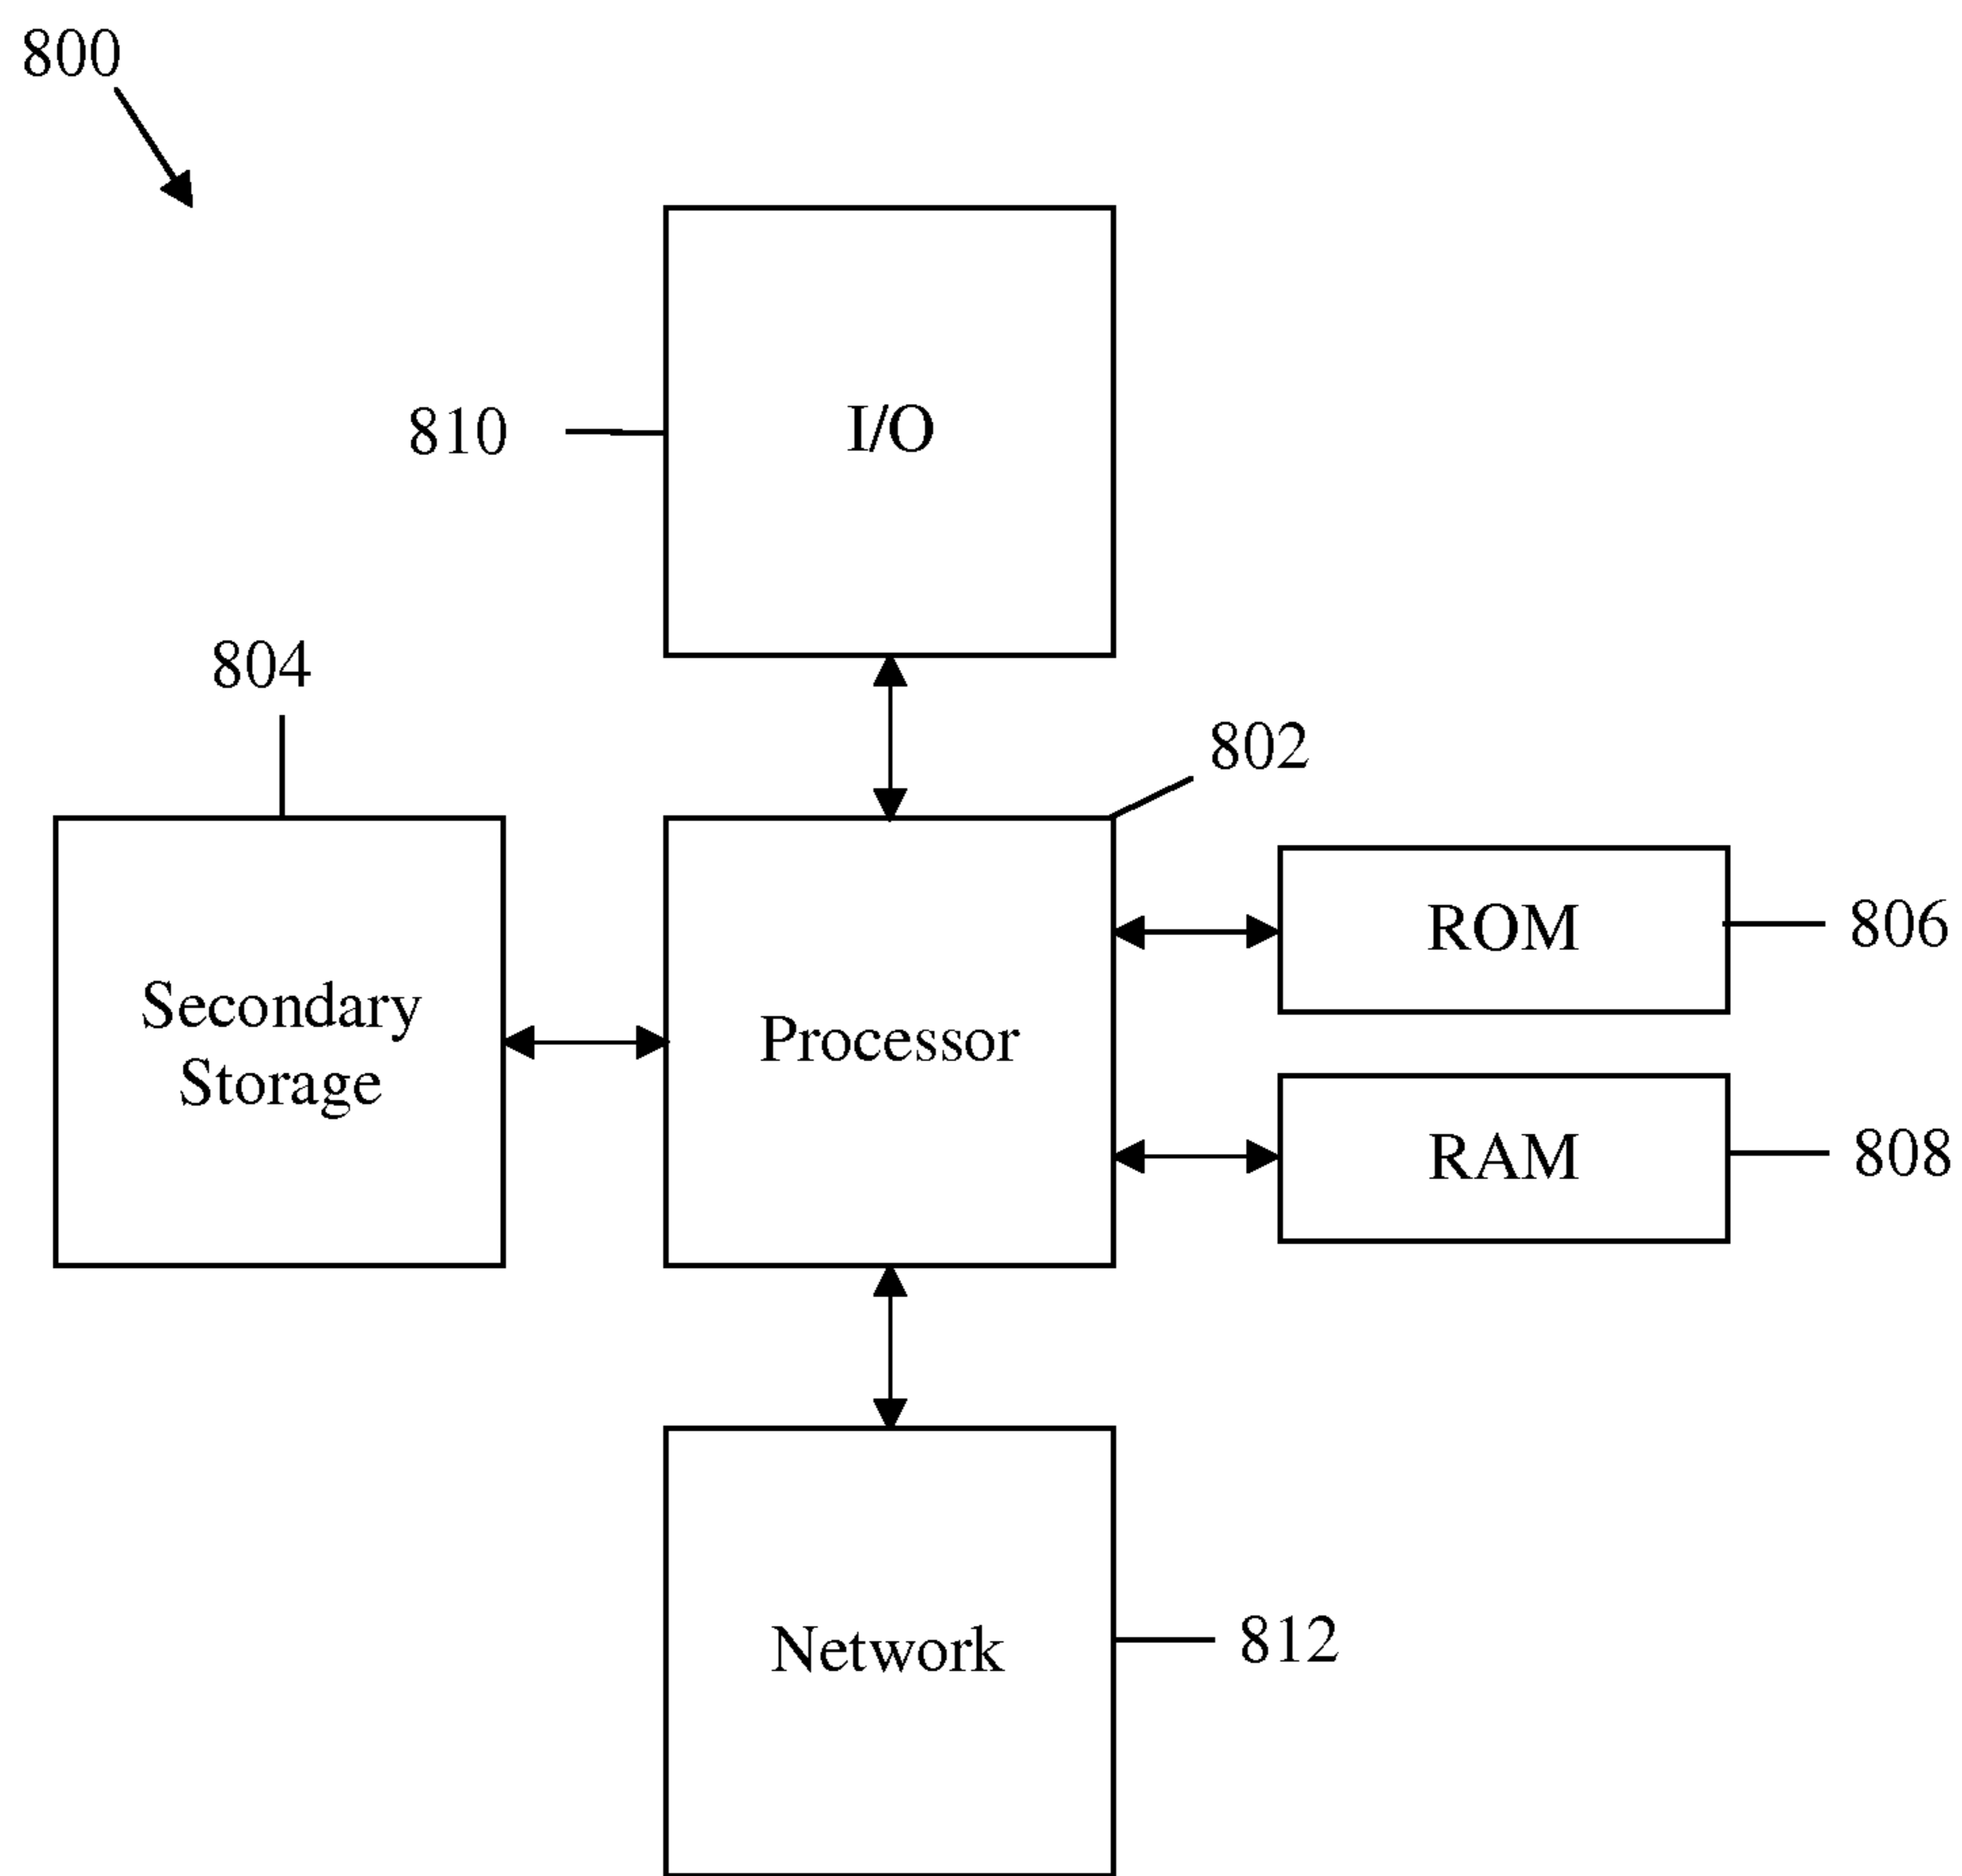 800
810
I/O
804
802
ROM
806
Secondary
Storage
Processor
RAM
808
Network
812